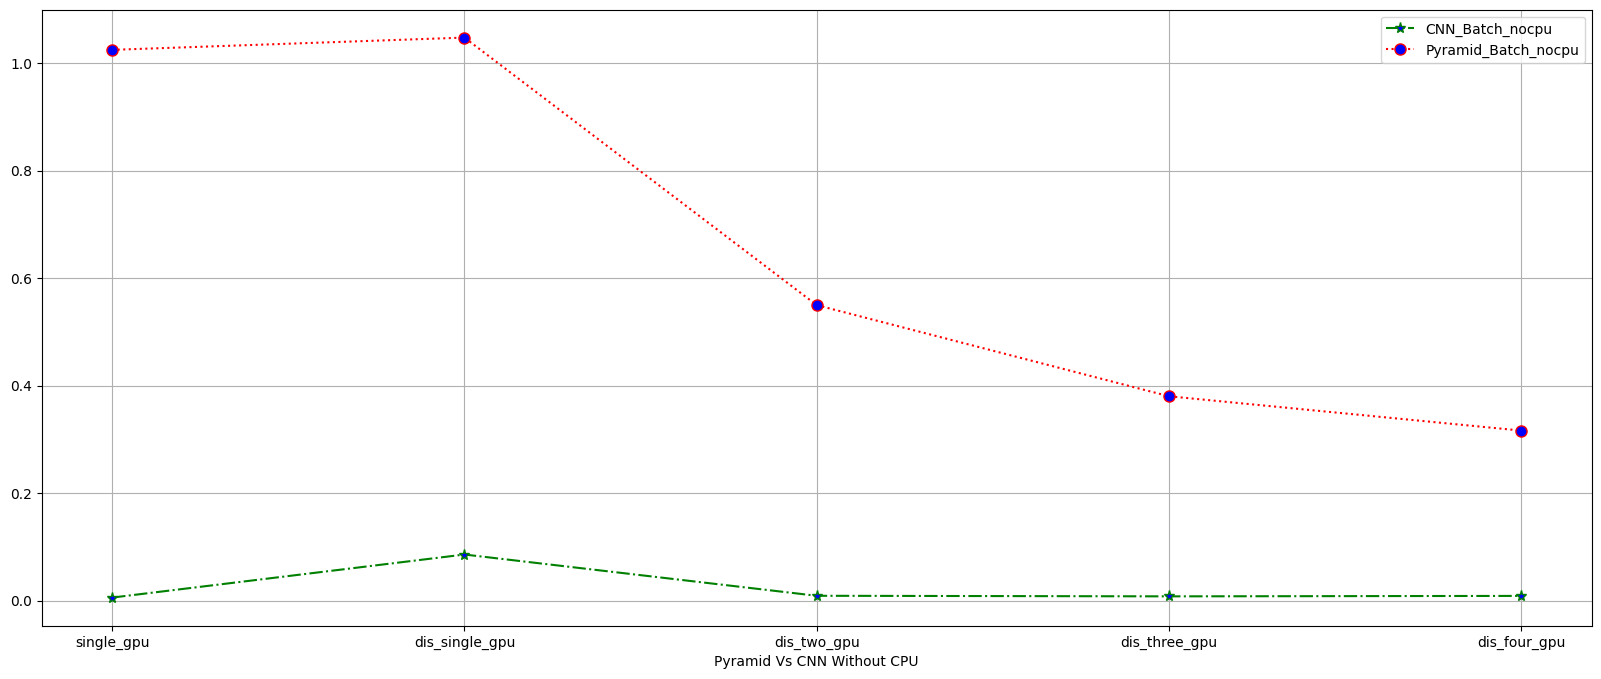 CNN_Batch_nocpu
Pyramid_Batch_nocpu
1.0
0.8
0.6
0.4
0.2
0.0
single_gpu dis_single_gpu dis_two_gpu dis_three_gpu dis_four_gpu
Pyramid Vs CNN Without CPU